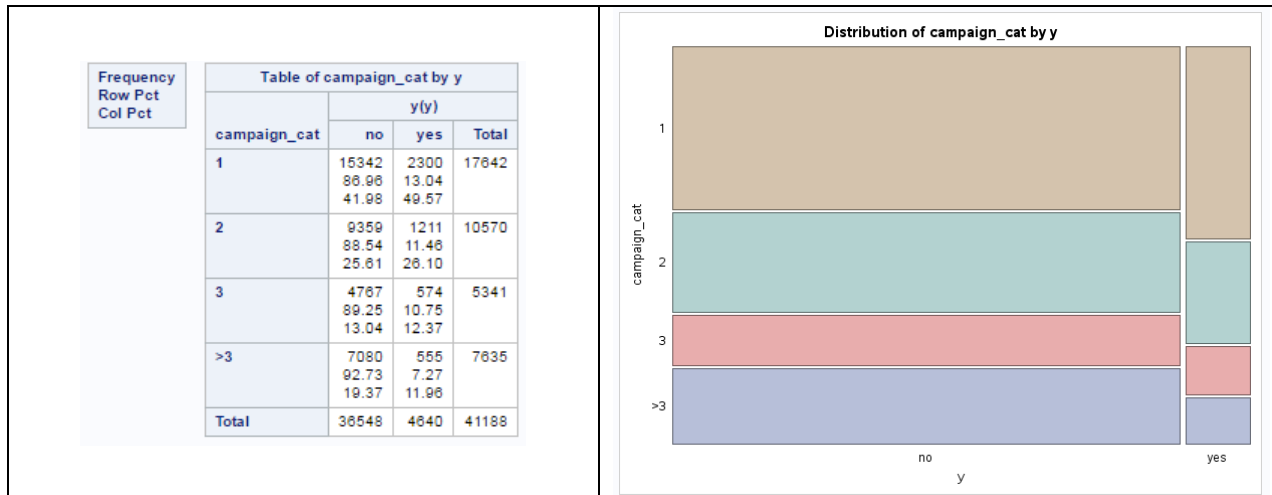 Frequency
Row Pct
Col Pct
Table of campaign_cat by y
y(y)
campaign_cat no yes Total
1 15342 2300 17642
86.96 13.04
41.98 49.57
2 9359 1211 10570
88.54 11.46
25.61 26.10
3 4767 574 5341
89.25 10.75
13.04 12.37
>3 7080 555 7635
92.73 7.27
19.37 11.96
Total 36548 4640 41188
Distribution of campaign_cat by y
campaign_cat
1
2
3
>3
no yes
y